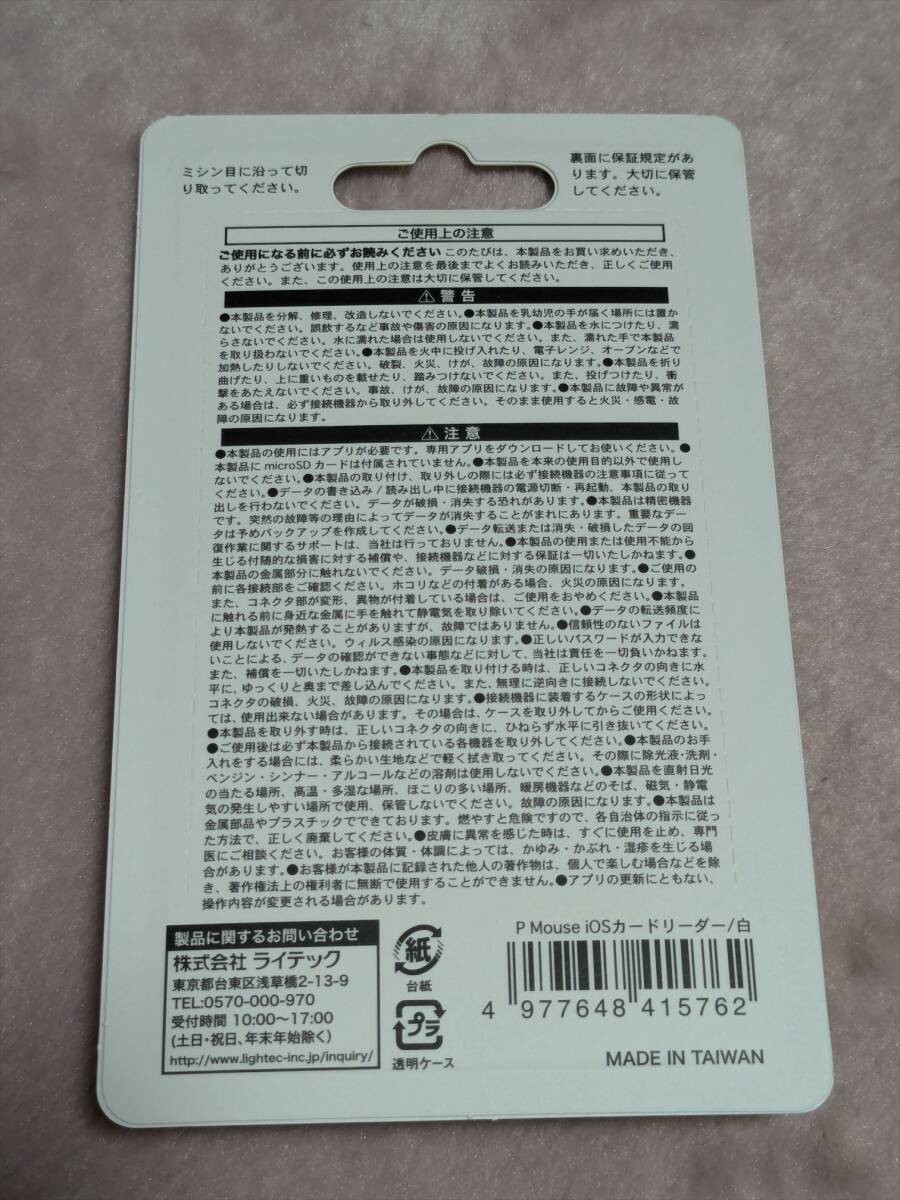 ミシン目に沿って切
り取ってください。
裏面に保証規定があ
ります。大切に保管
してください。
ご使用上の注意
ご使用になる前に必ずお読みください このたびは、本製品をお買い求めいただき、
ありがとうございます。使用上の注意を最後までよくお読みいただき、正しくご使用
ください。また、この使用上の注意は大切に保管してください。
⚠警告
●本製品を分解、修理、改造しないでください。●本製品を乳幼児の手が届く場所には置か
ないでください。誤飲するなど事故や傷害の原因になります。●本製品を水につけたり、濡
らさないでください。水に濡れた場合は使用しないでください。また、濡れた手で本製品
を取り扱わないでください。●本製品を火中に投げ入れたり、電子レンジ、オーブンなどで
加熱したりしないでください。破裂、火災、けが、故障の原因になります。●本製品を折り
曲げたり、上に重いものを載せたり、踏みつけないでください。また、投げつけたり、衝
撃をあたえないでください。事故、けが、故障の原因になります。●本製品に故障や異常が
ある場合は、必ず接続機器から取り外してください。そのまま使用すると火災・感電・故
障の原因になります。
⚠注意
●本製品の使用にはアプリが必要です。専用アプリをダウンロードしてお使いください。●
本製品に microSD カードは付属されていません。●本製品を本来の使用目的以外で使用し
ないでください。●本製品の取り付け、取り外しの際には必ず接続機器の注意事項に従って
ください。●データの書き込み / 読み出し中に接続機器の電源切断・再起動、本製品の取り
出しを行わないでください。データが破損・消失する恐れがあります。●本製品は精密機器
です。突然の故障等の理由によってデータが消失することがまれにあります。重要なデー
タは予めバックアップを作成してください。●データ転送または消失・破損したデータの回
復作業に関するサポートは、当社は行っておりません。●本製品の使用または使用不能から
生じる付随的な損害に対する補償や、接続機器などに対する保証は一切いたしかねます。●
本製品の金属部分に触れないでください。データ破損・消失の原因になります。●ご使用の
前に各接続部をご確認ください。ホコリなどの付着がある場合、火災の原因になります。
また、コネクタ部が変形、異物が付着している場合は、ご使用をおやめください。●本製品
に触れる前に身近な金属に手を触れて静電気を取り除いてください。●データの転送頻度に
より本製品が発熱することがありますが、故障ではありません。●信頼性のないファイルは
使用しないでください。ウィルス感染の原因になります。●正しいパスワードが入力できな
いことによる、データの確認ができない事態などに対して、当社は責任を一切負いかねます。
また、補償を一切いたしかねます。●本製品を取り付ける時は、正しいコネクタの向きに水
平に、ゆっくりと奥まで差し込んでください。また、無理に逆向きに接続しないでください。
コネクタの破損、火災、故障の原因になります。●接続機器に装着するケースの形状によっ
ては、使用出来ない場合があります。その場合は、ケースを取り外してからご使用ください。
●本製品を取り外す時は、正しいコネクタの向きに、ひねらず水平に引き抜いてください。
●ご使用後は必ず本製品から接続されている各機器を取り外してください。●本製品のお手
入れをする場合には、柔らかい生地などで軽く拭き取ってください。その際に除光液・洗剤・
ベンジン・シンナー・アルコールなどの溶剤は使用しないでください。●本製品を直射日光
の当たる場所、高温・多湿な場所、ほこりの多い場所、暖房機器などのそば、磁気・静電
気の発生しやすい場所で使用、保管しないでください。故障の原因になります。●本製品は
金属部品やプラスチックでできています。燃やすと危険ですので、各自治体の指示に従っ
た方法で、正しく廃棄してください。●皮膚に異常を感じた時は、すぐに使用を止め、専門
医にご相談ください。お客様の体質・体調によっては、かゆみ・かぶれ・湿疹を生じる場
合があります。●お客様が本製品に記録された他人の著作物は、個人で楽しむ場合などを除
き、著作権法上の権利者に無断で使用することができません。●アプリの更新にともない、
操作内容が変更される場合があります。
製品に関するお問い合わせ
株式会社 ライテック
東京都台東区浅草橋2-13-9
TEL:0570-000-970
受付時間 10:00〜17:00
(土日・祝日、年末年始除く)
http://www.lightec-inc.jp/inquiry/
紙
台紙
プラ
透明ケース
P Mouse iOSカードリーダー/白
4 977648 415762
MADE IN TAIWAN